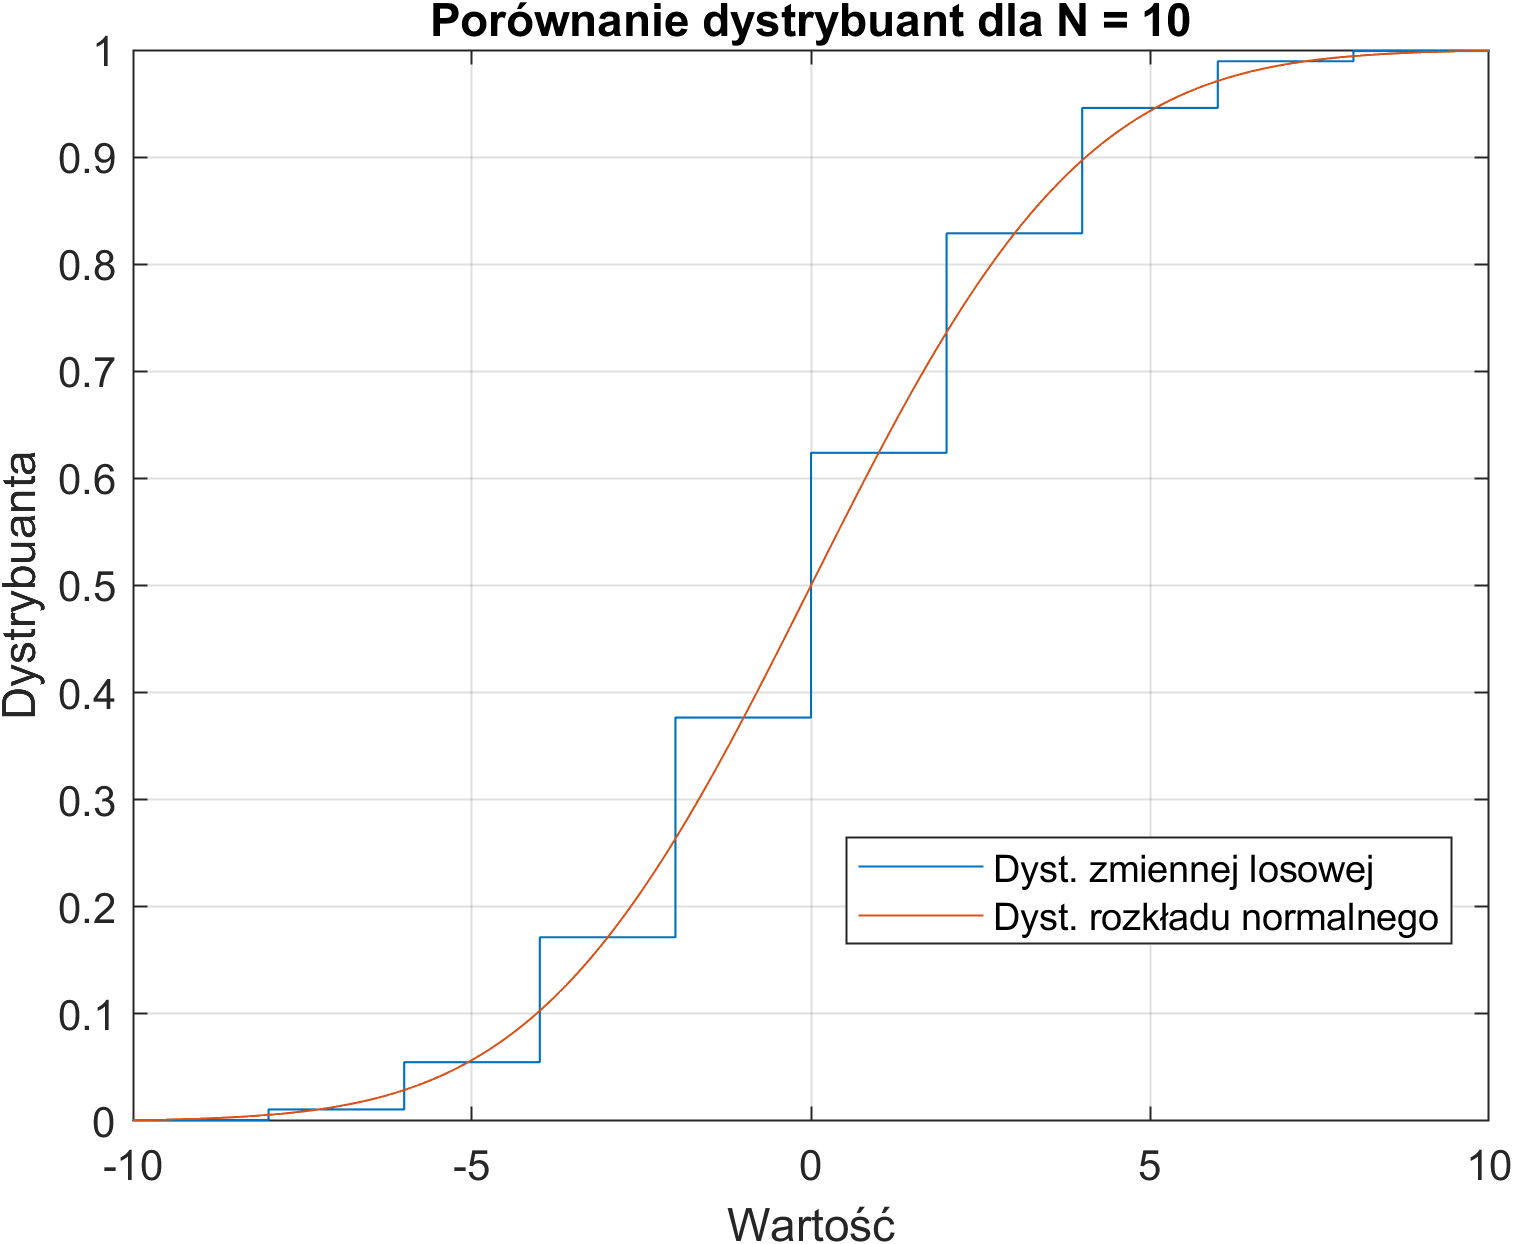 Porównanie dystrybuant dla N = 10
1
0.9
0.8
0.7
0.6
0.5
0.4
0.3
0.2
0.1
0
Dystrybuanta
Dyst. zmiennej losowej
Dyst. rozkładu normalnego
-10 -5 0 5 10
Wartość